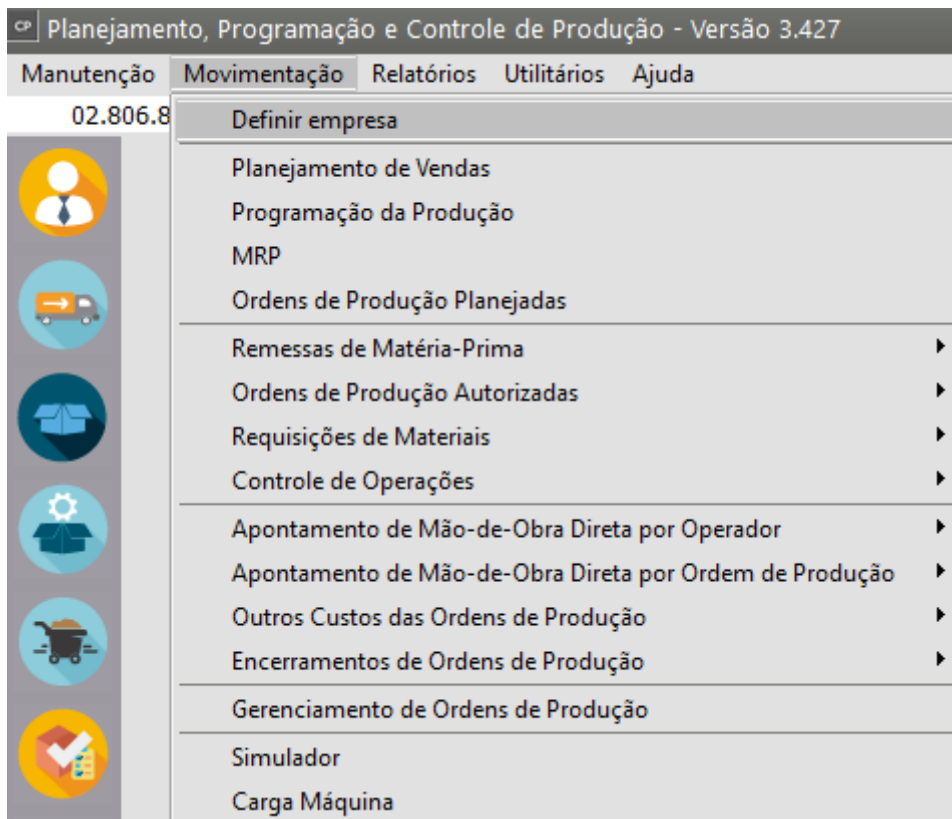 CP Planejamento, Programação e Controle de Produção - Versão 3.427
Manutenção Movimentação Relatórios Utilitários Ajuda
02.806.8
Definir empresa
Planejamento de Vendas
Programação da Produção
MRP
Ordens de Produção Planejadas
Remessas de Matéria-Prima
Ordens de Produção Autorizadas
Requisições de Materiais
Controle de Operações
Apontamento de Mão-de-Obra Direta por Operador
Apontamento de Mão-de-Obra Direta por Ordem de Produção
Outros Custos das Ordens de Produção
Encerramentos de Ordens de Produção
Gerenciamento de Ordens de Produção
Simulador
Carga Máquina